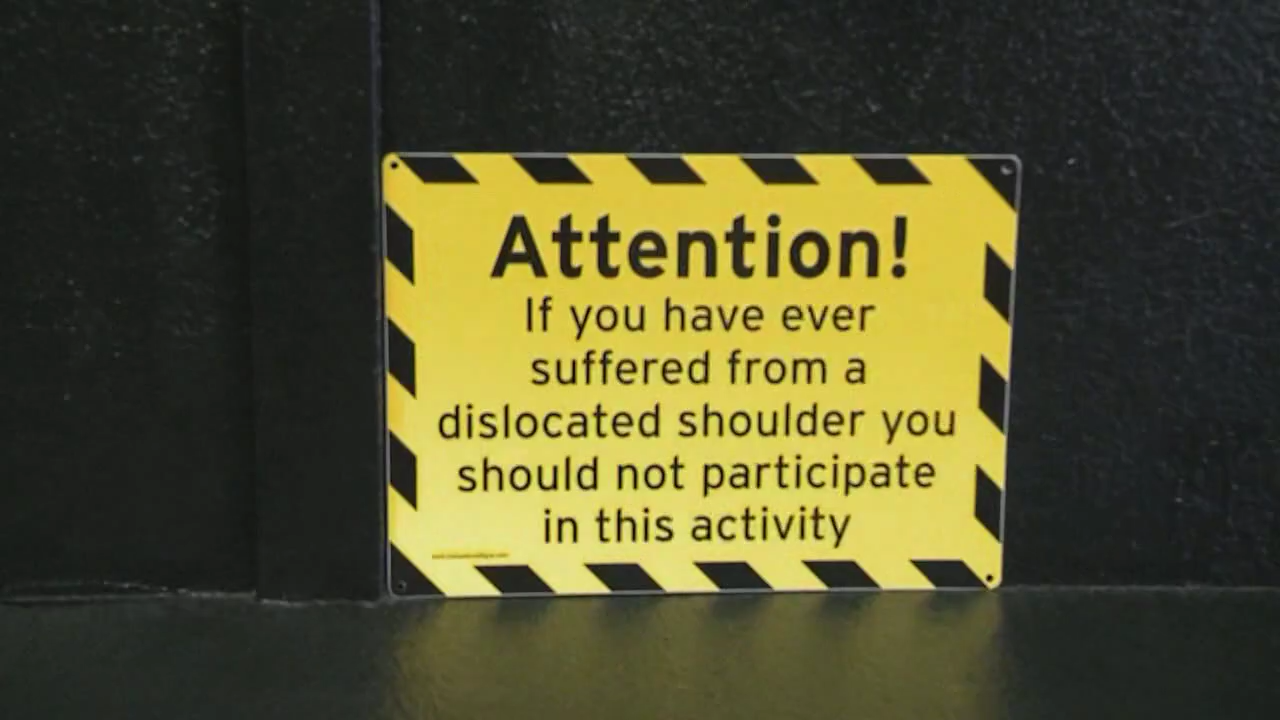 Attention!
If you have ever
suffered from a
dislocated shoulder you
should not participate
in this activity